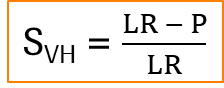 S_VH = (LR – P) / LR